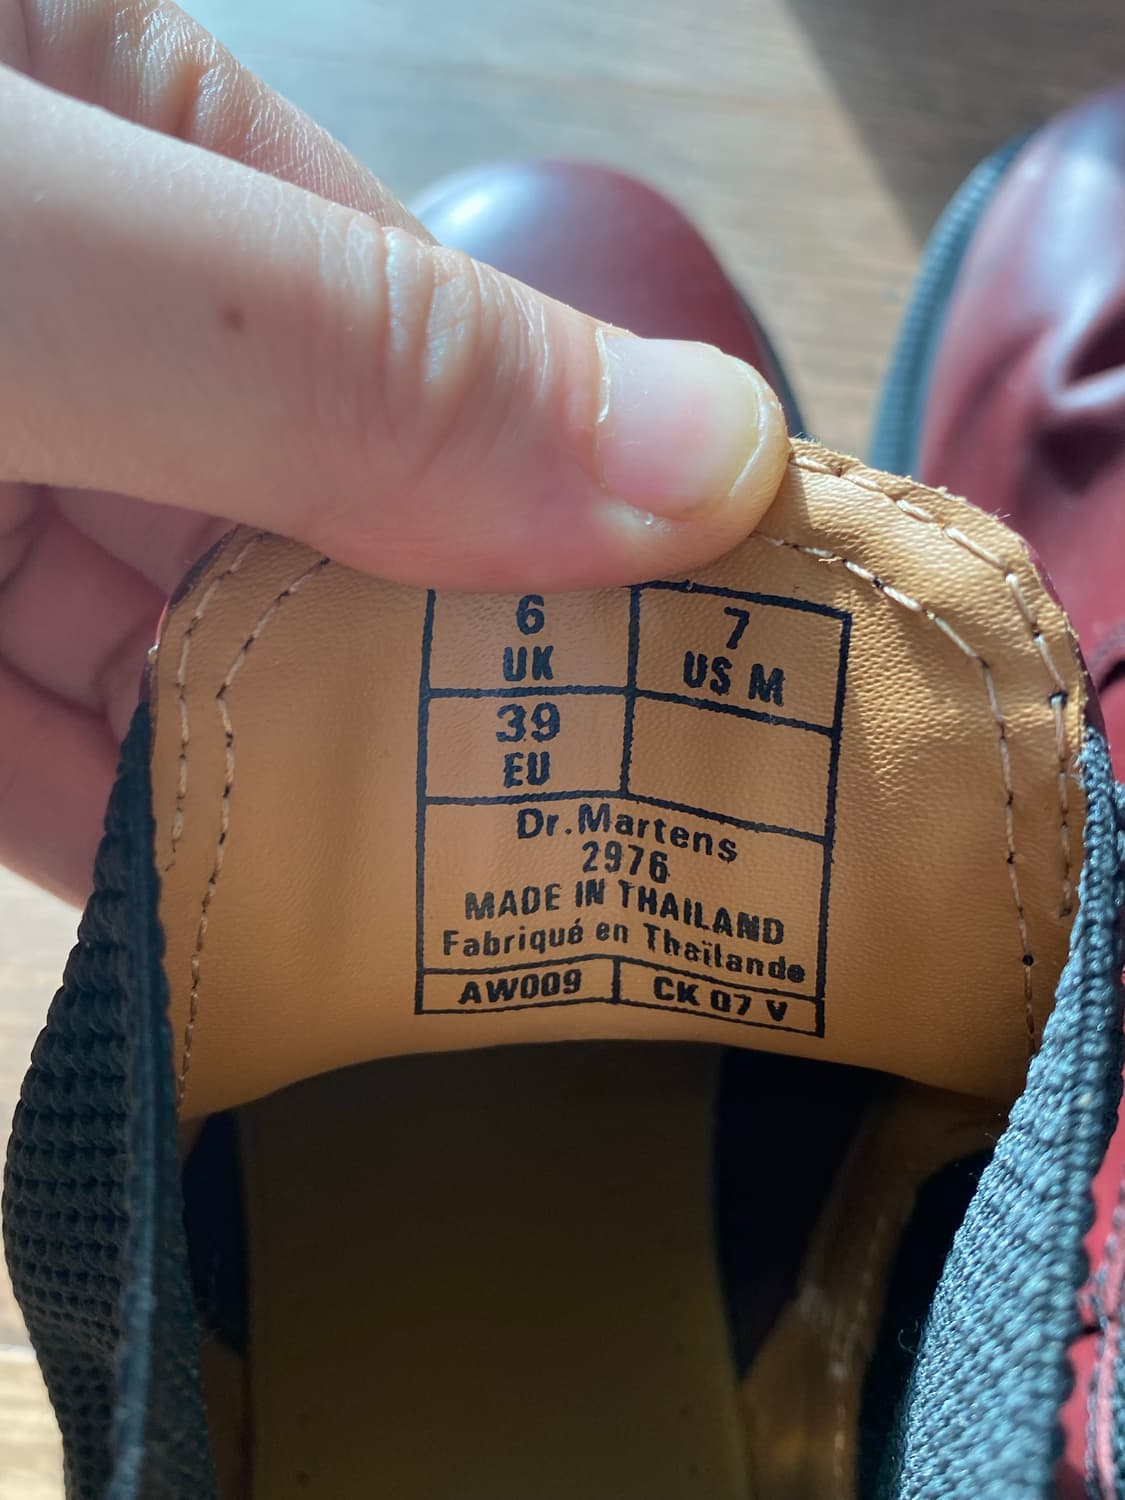 6 7
UK US M
39
EU
Dr.Martens
2976
MADE IN THAILAND
Fabriqué en Thaïlande
AW009 CK 07 V